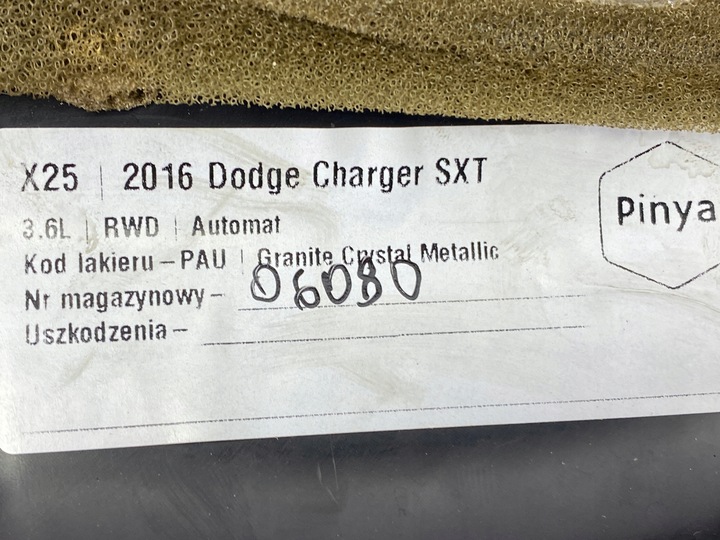 X25 | 2016 Dodge Charger SXT
3.6L | RWD | Automat
Kod lakieru – PAU | Granite Crystal Metallic
Nr magazynowy – 06080
Uszkodzenia –
Pinya